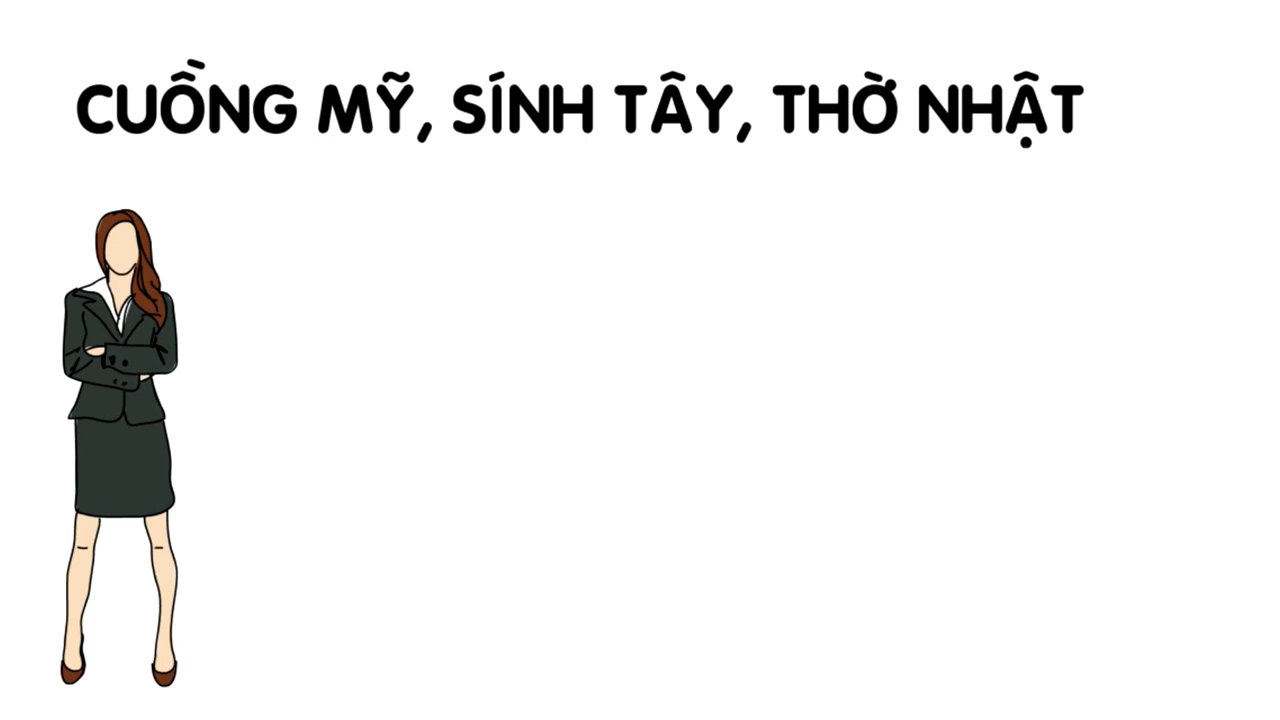 CUỒNG MỸ, SÍNH TÂY, THỜ NHẬT